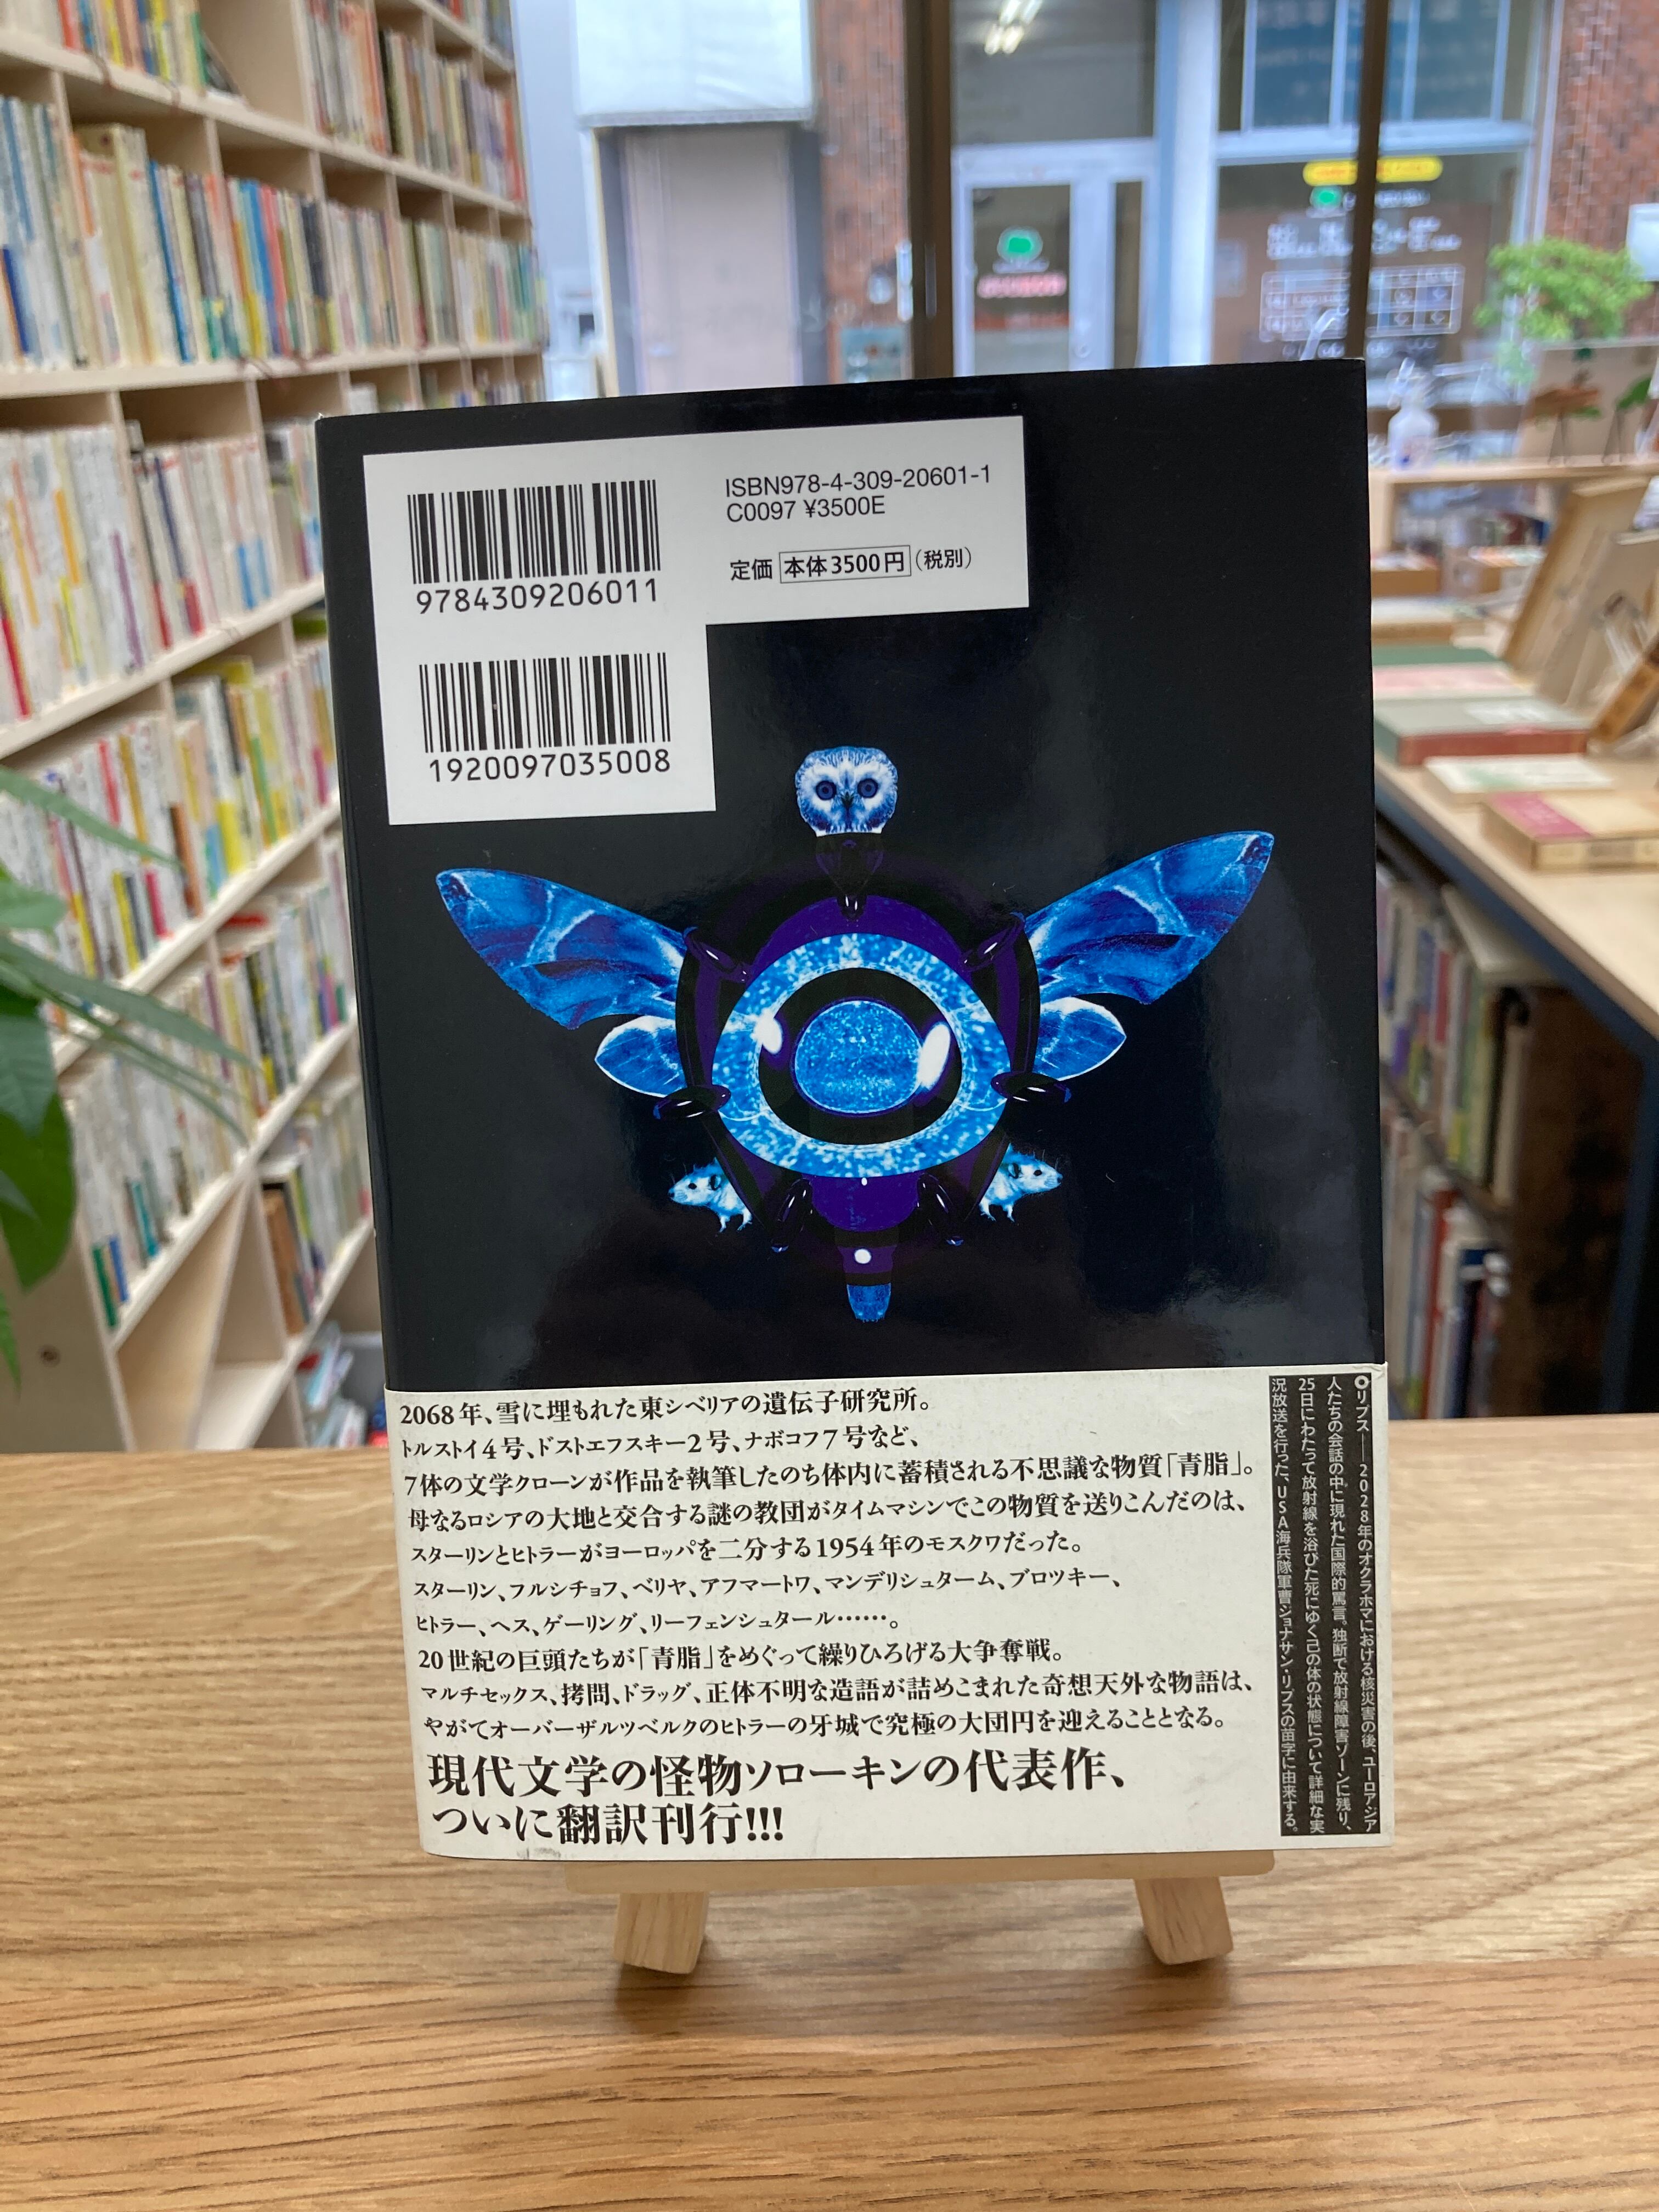 ISBN978-4-309-20601-1
C0097 ¥3500E
定価 本体3500円(税別)
9784309206011
1920097035008
2068年、雪に埋もれた東シベリアの遺伝子研究所。
トルストイ4号、ドストエフスキー2号、ナボコフ7号など、
7体の文学クローンが作品を執筆したのち体内に蓄積される不思議な物質「青脂」。
母なるロシアの大地と交合する謎の教団がタイムマシンでこの物質を送りこんだのは、
スターリンとヒトラーがヨーロッパを二分する1954年のモスクワだった。
スターリン、フルシチョフ、ベリヤ、アフマートワ、マンデリシュターム、ブロツキー、
ヒトラー、ヘス、ゲーリング、リーフェンシュタール……。
20世紀の巨頭たちが「青脂」をめぐって繰りひろげる大争奪戦。
マルチセックス、拷問、ドラッグ、正体不明な造語が詰めこまれた奇想天外な物語は、
やがてオーバーザルツベルクのヒトラーの牙城で究極の大団円を迎えることとなる。
現代文学の怪物ソローキンの代表作、
ついに翻訳刊行!!!
◎リプス――2028年のオクラホマにおける核災害の後、ユーロアジア
人たちの会話の中に現れた国際的罵言。独断で放射線障害ゾーンに残り、
25日にわたって放射線を浴びた死にゆく己の体の状態について詳細な実
況放送を行った、USA海兵隊軍曹ジョナサン・リプスの苗字に由来する。